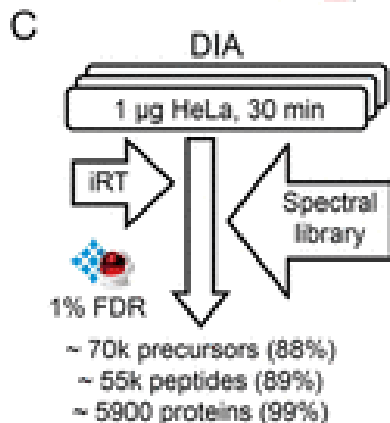 C
DIA
1 µg HeLa, 30 min
iRT
Spectral
library
1% FDR
~ 70k precursors (88%)
~ 55k peptides (89%)
~ 5900 proteins (99%)